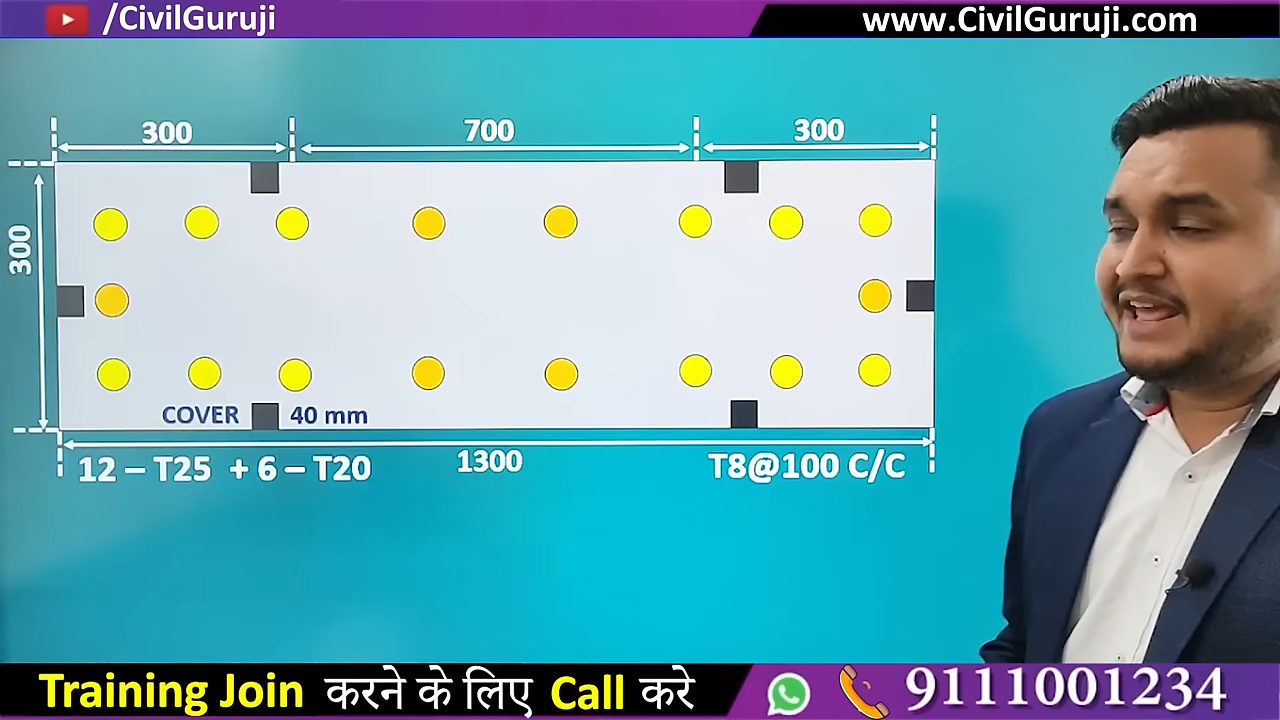 /CivilGuruji
www.CivilGuruji.com
300
700
300
300
COVER
40 mm
12 – T25 + 6 – T20
1300
T8@100 C/C
Training Join करने के लिए Call करे
9111001234